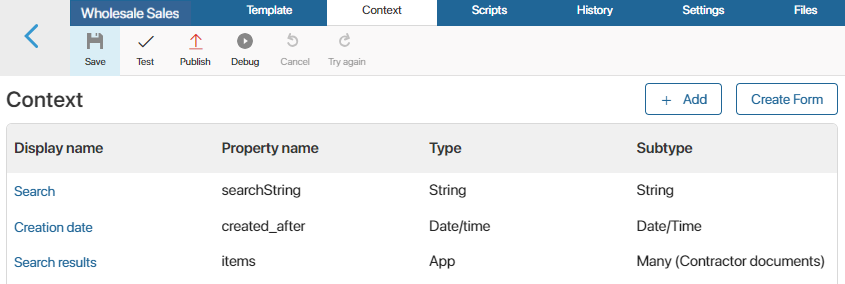 Wholesale Sales Template Context Scripts History Settings Files
Save Test Publish Debug Cancel Try again
Context + Add Create Form
Display name Property name Type Subtype
Search searchString String String
Creation date created_after Date/time Date/Time
Search results items App Many (Contractor documents)